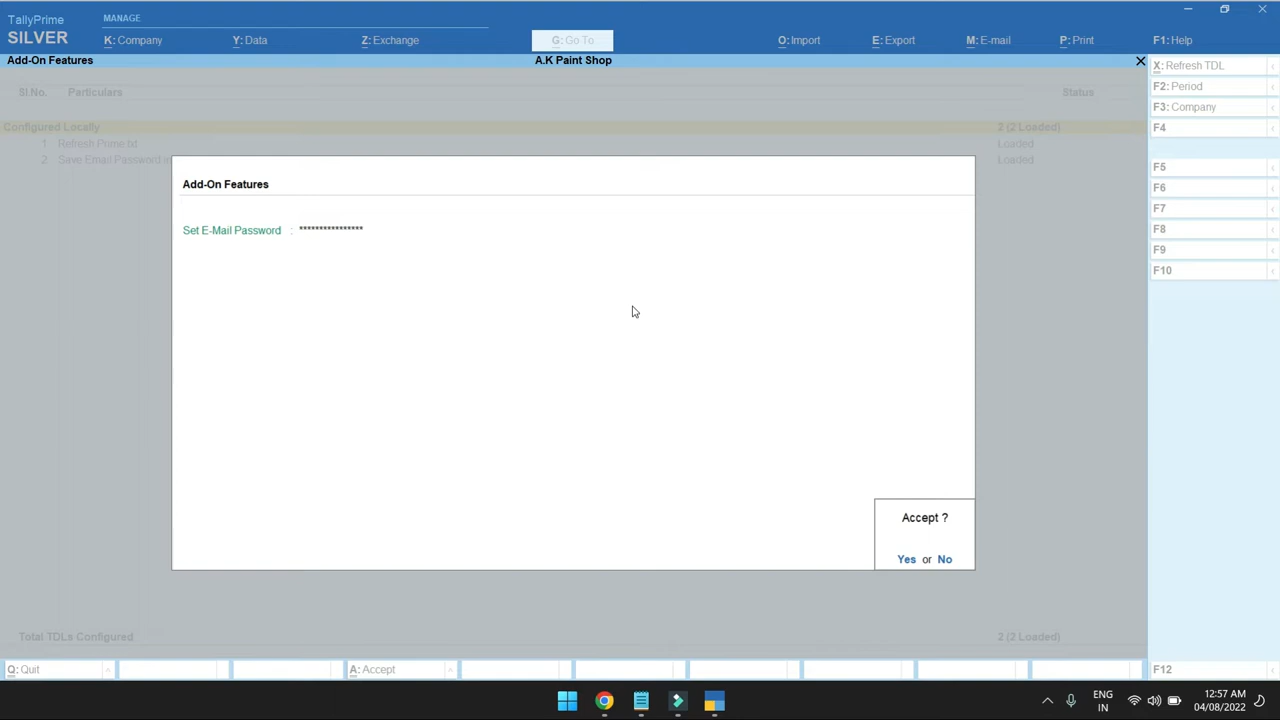 TallyPrime
SILVER
MANAGE
K: Company
Y: Data
Z: Exchange
G: Go To
O: Import
E: Export
M: E-mail
P: Print
F1: Help
Add-On Features
A.K Paint Shop
X: Refresh TDL
F2: Period
F3: Company
F4
F5
F6
F7
F8
F9
F10
F12
Sl.No.
Particulars
Status
Configured Locally
2 (2 Loaded)
1 Refresh Prime.txt
Loaded
2. Save Email Password in
Loaded
Add-On Features
Set E-Mail Password : ****************
Accept ?
Yes or No
Total TDLs Configured
2 (2 Loaded)
Q: Quit
A: Accept
ENG
IN
12:57 AM
04/08/2022